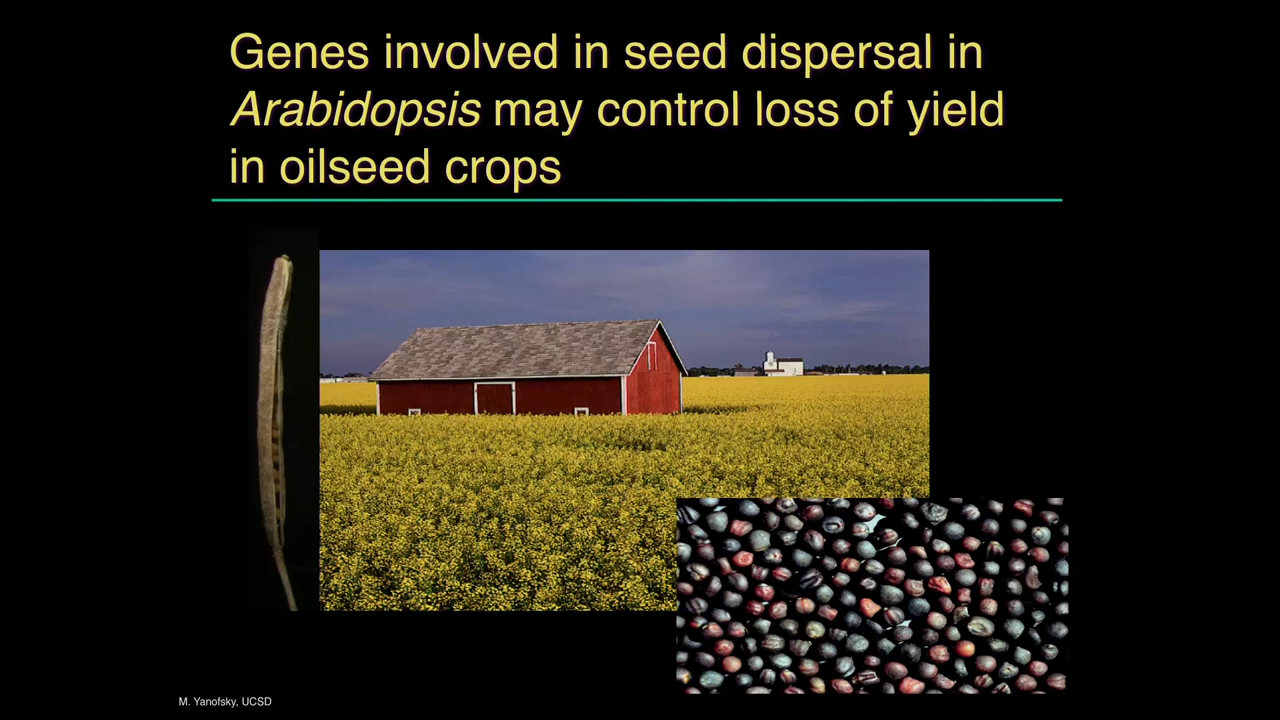 Genes involved in seed dispersal in
Arabidopsis may control loss of yield
in oilseed crops
M. Yanofsky, UCSD